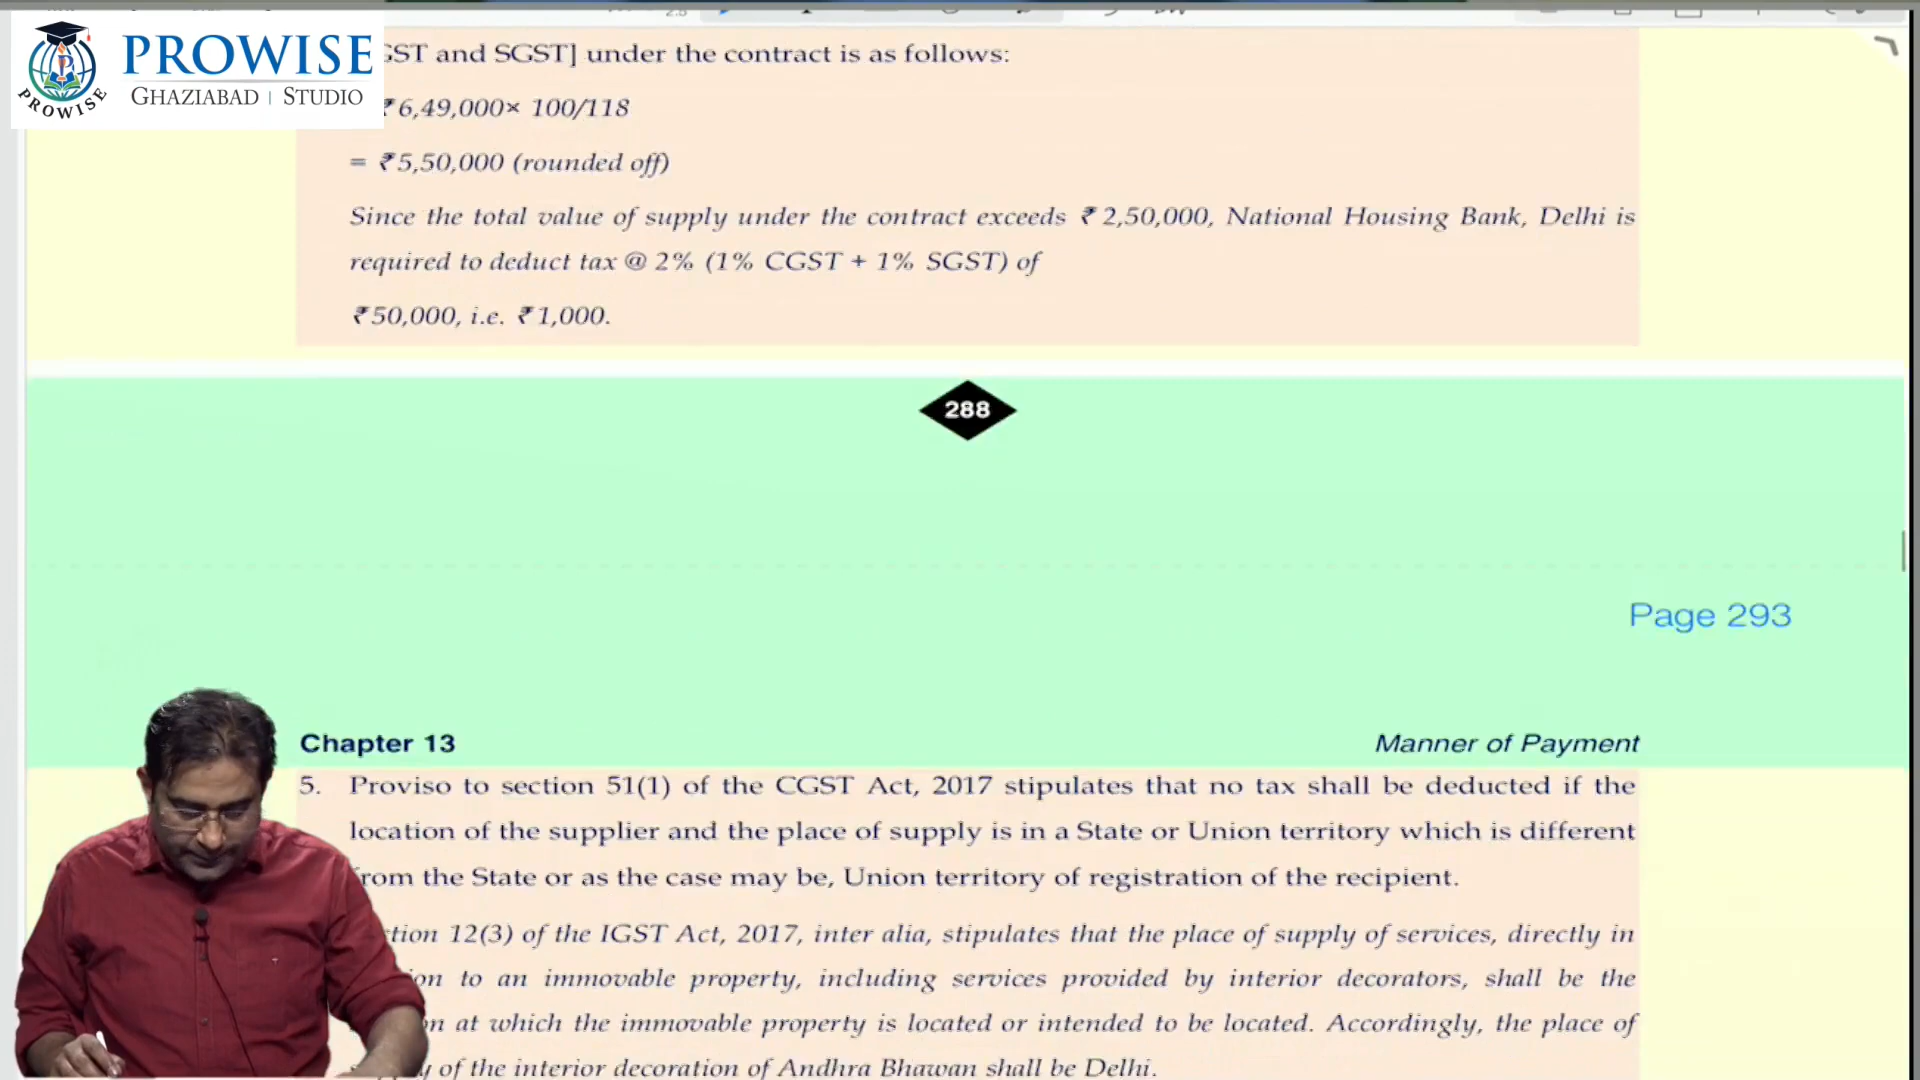 PROWISE
GHAZIABAD | STUDIO
PROWISE
GST and SGST] under the contract is as follows:
₹ 6,49,000× 100/118
= ₹ 5,50,000 (rounded off)
Since the total value of supply under the contract exceeds ₹ 2,50,000, National Housing Bank, Delhi is
required to deduct tax @ 2% (1% CGST + 1% SGST) of
₹ 50,000, i.e. ₹ 1,000.
288
Page 293
Chapter 13 Manner of Payment
5. Proviso to section 51(1) of the CGST Act, 2017 stipulates that no tax shall be deducted if the
location of the supplier and the place of supply is in a State or Union territory which is different
from the State or as the case may be, Union territory of registration of the recipient.
12(3) of the IGST Act, 2017, inter alia, stipulates that the place of supply of services, directly in
to an immovable property, including services provided by interior decorators, shall be the
at which the immovable property is located or intended to be located. Accordingly, the place of
of the interior decoration of Andhra Bhawan shall be Delhi.